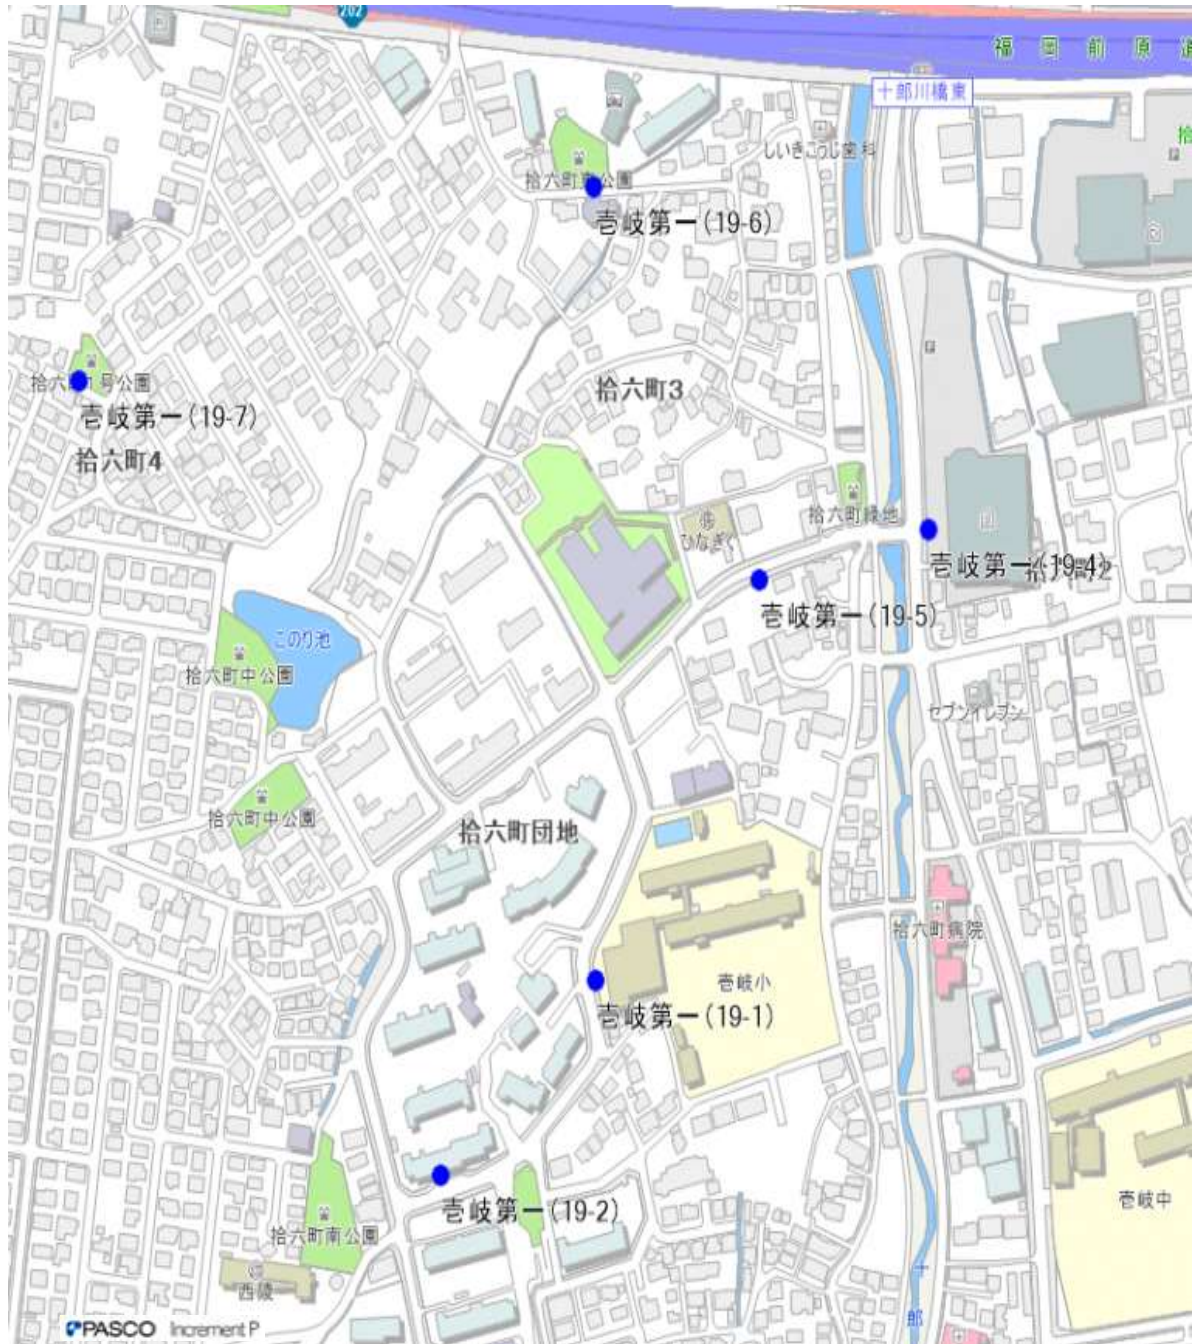 202
福岡前原道
十郎川橋東
しいきこうじ歯科
拾
拾六町
公園
壱岐第一(19-6)
拾六町3
拾六町1号公園
壱岐第一(19-7)
拾六町4
ひなぎく
拾六町緑地
壱岐第一(19-4)
壱岐第一(19-5)
このり池
拾六町中公園
セブンイレブン
拾六町中公園
拾六町団地
拾六町病院
壱岐小
壱岐第一(19-1)
壱岐第一(19-2)
壱岐中
拾六町南公園
西陵
十
郎
PASCO Increment P